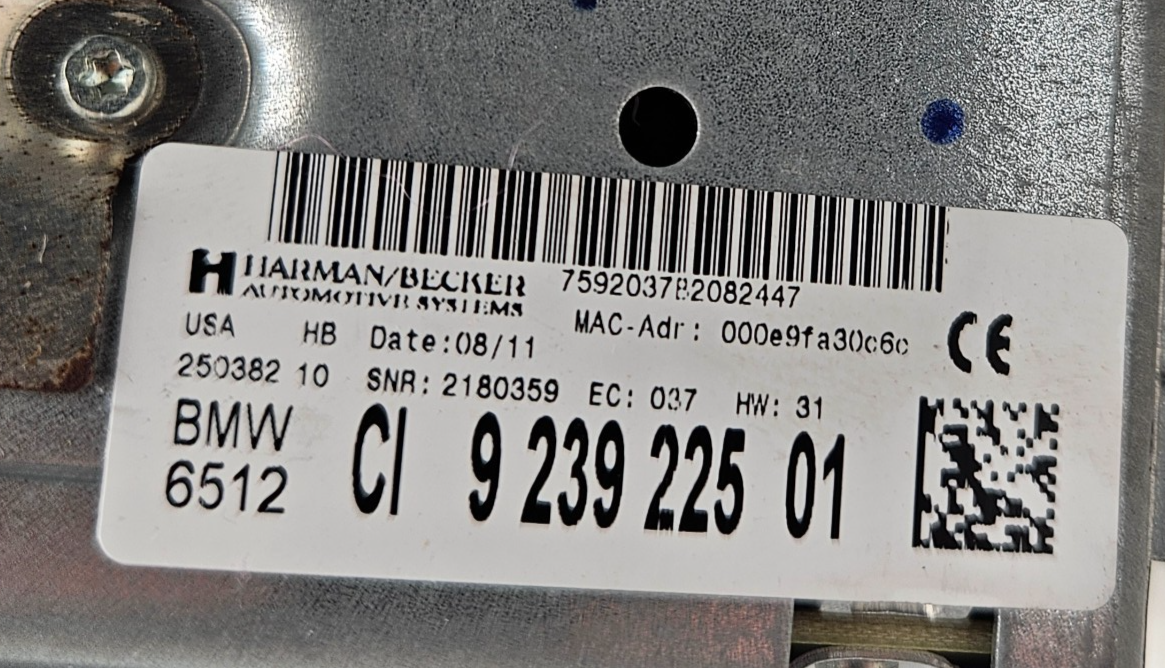 HARMAN/BECKER
AUTOMOTIVE SYSTEMS
7592037B2082447
MAC-Adr: 000e9fa30c6c
CE
USA HB Date:08/11
250382 10 SNR: 2180359 EC: 037 HW: 31
BMW
6512
CI 9 239 225 01